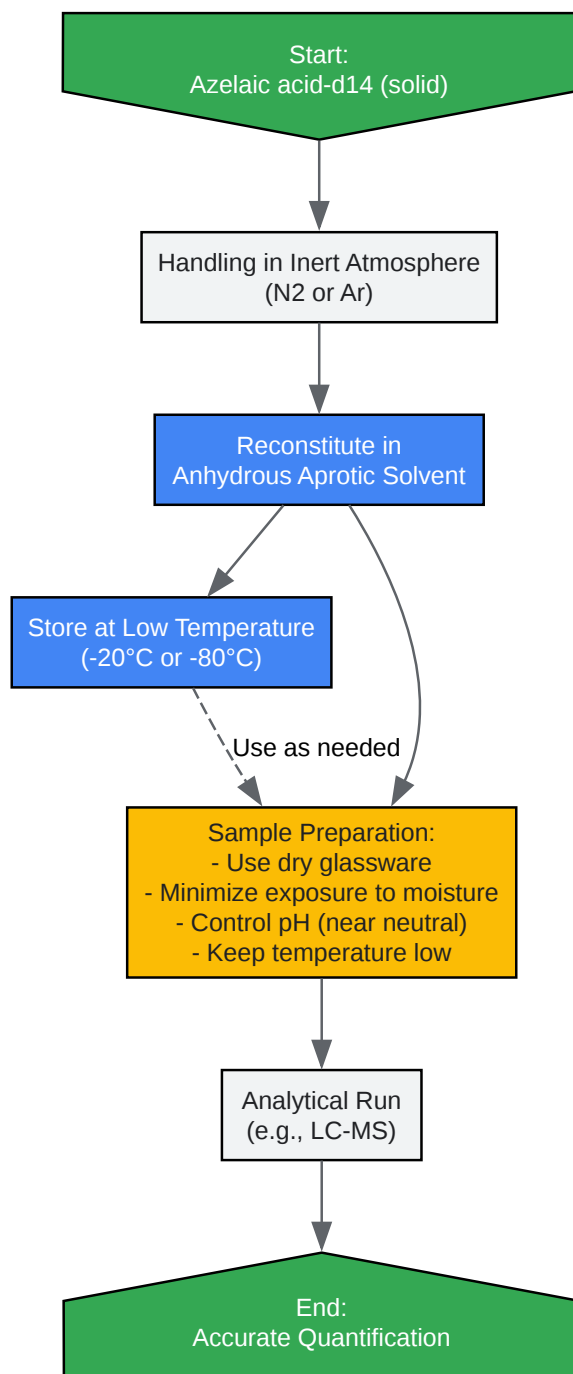 Start:
Azelaic acid-d14 (solid)
Handling in Inert Atmosphere
(N2 or Ar)
Reconstitute in
Anhydrous Aprotic Solvent
Store at Low Temperature
(-20°C or -80°C)
Use as needed
Sample Preparation:
- Use dry glassware
- Minimize exposure to moisture
- Control pH (near neutral)
- Keep temperature low
Analytical Run
(e.g., LC-MS)
End:
Accurate Quantification